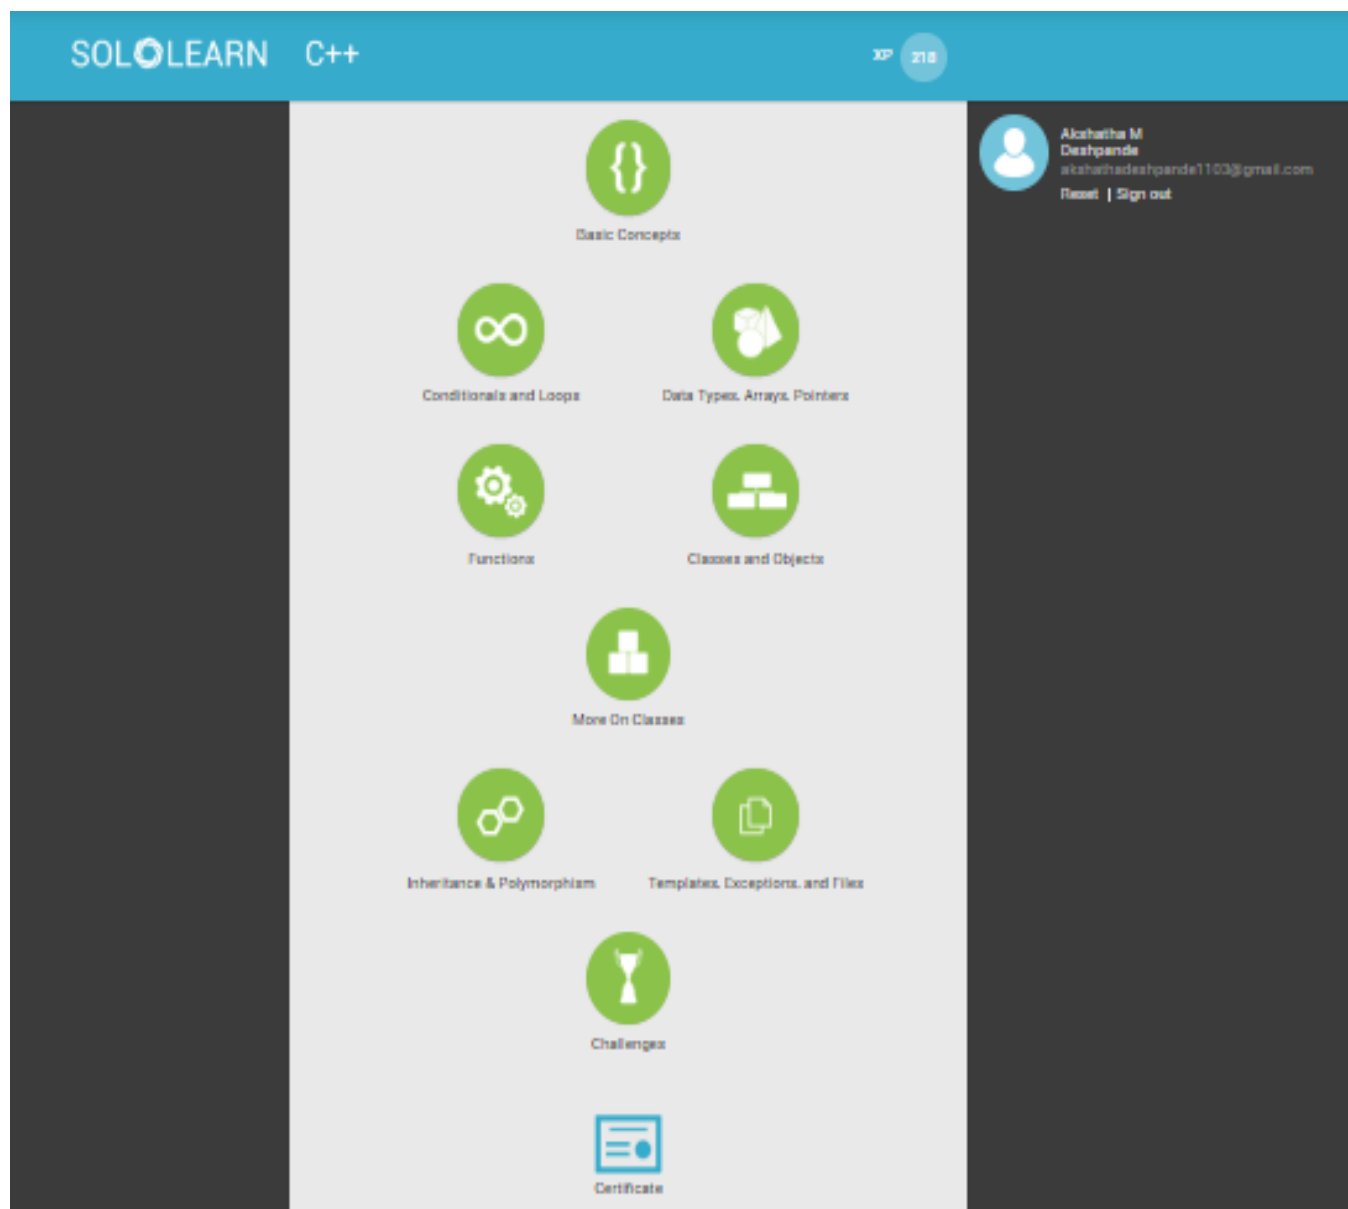 SOLOLEARN C++ XP 218
Akshatha M
Deshpande
akshathadeshpande1103@gmail.com
Reset | Sign out
Basic Concepts
Conditionals and Loops
Data Types, Arrays, Pointers
Functions
Classes and Objects
More On Classes
Inheritance & Polymorphism
Templates, Exceptions, and Files
Challenges
Certificate